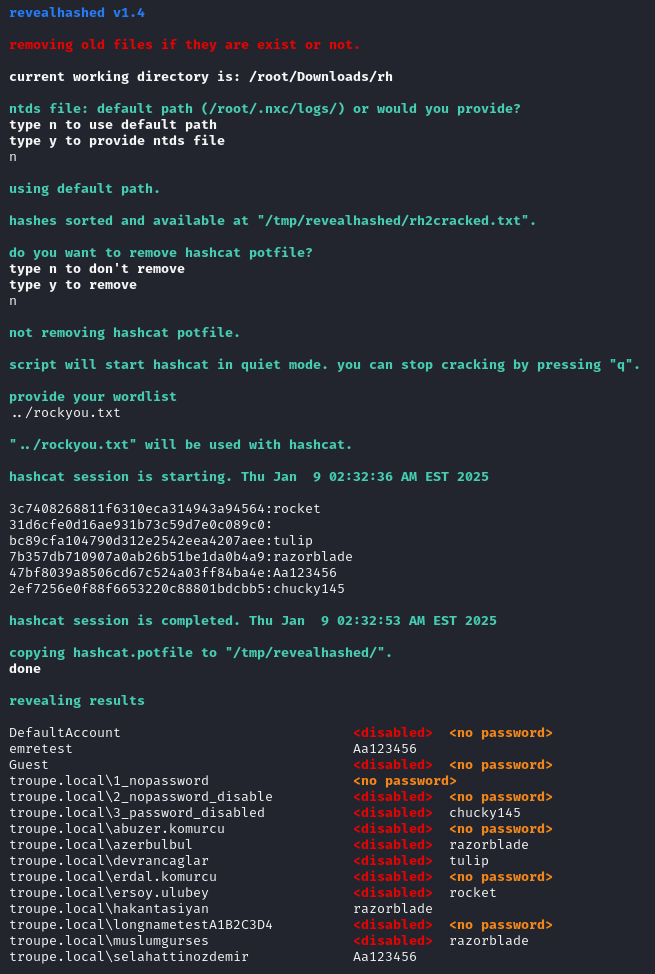 revealhashed v1.4
removing old files if they are exist or not.
current working directory is: /root/Downloads/rh
ntds file: default path (/root/.nxc/logs/) or would you provide?
type n to use default path
type y to provide ntds file
n
using default path.
hashes sorted and available at "/tmp/revealhashed/rh2cracked.txt".
do you want to remove hashcat potfile?
type n to don't remove
type y to remove
n
not removing hashcat potfile.
script will start hashcat in quiet mode. you can stop cracking by pressing "q".
provide your wordlist
../rockyou.txt
"../rockyou.txt" will be used with hashcat.
hashcat session is starting. Thu Jan  9 02:32:36 AM EST 2025
3c7408268811f6310eca314943a94564:rocket
31d6cfe0d16ae931b73c59d7e0c089c0:
bc89cfa104790d312e2542eea4207aee:tulip
7b357db710907a0ab26b51be1da0b4a9:razorblade
47bf8039a8506cd67c524a03ff84ba4e:Aa123456
2ef7256e0f88f6653220c88801bdcbb5:chucky145
hashcat session is completed. Thu Jan  9 02:32:53 AM EST 2025
copying hashcat.potfile to "/tmp/revealhashed/".
done
revealing results
DefaultAccount <disabled> <no password>
emretest Aa123456
Guest <disabled> <no password>
troupe.local\1_nopassword <no password>
troupe.local\2_nopassword_disable <disabled> <no password>
troupe.local\3_password_disabled <disabled> chucky145
troupe.local\abuzer.komurcu <disabled> <no password>
troupe.local\azerbulbul <disabled> razorblade
troupe.local\devrancaglar <disabled> tulip
troupe.local\erdal.komurcu <disabled> <no password>
troupe.local\ersoy.ulubey <disabled> rocket
troupe.local\hakantasiyan razorblade
troupe.local\longnametestA1B2C3D4 <disabled> <no password>
troupe.local\muslumgurses <disabled> razorblade
troupe.local\selahattinozdemir Aa123456